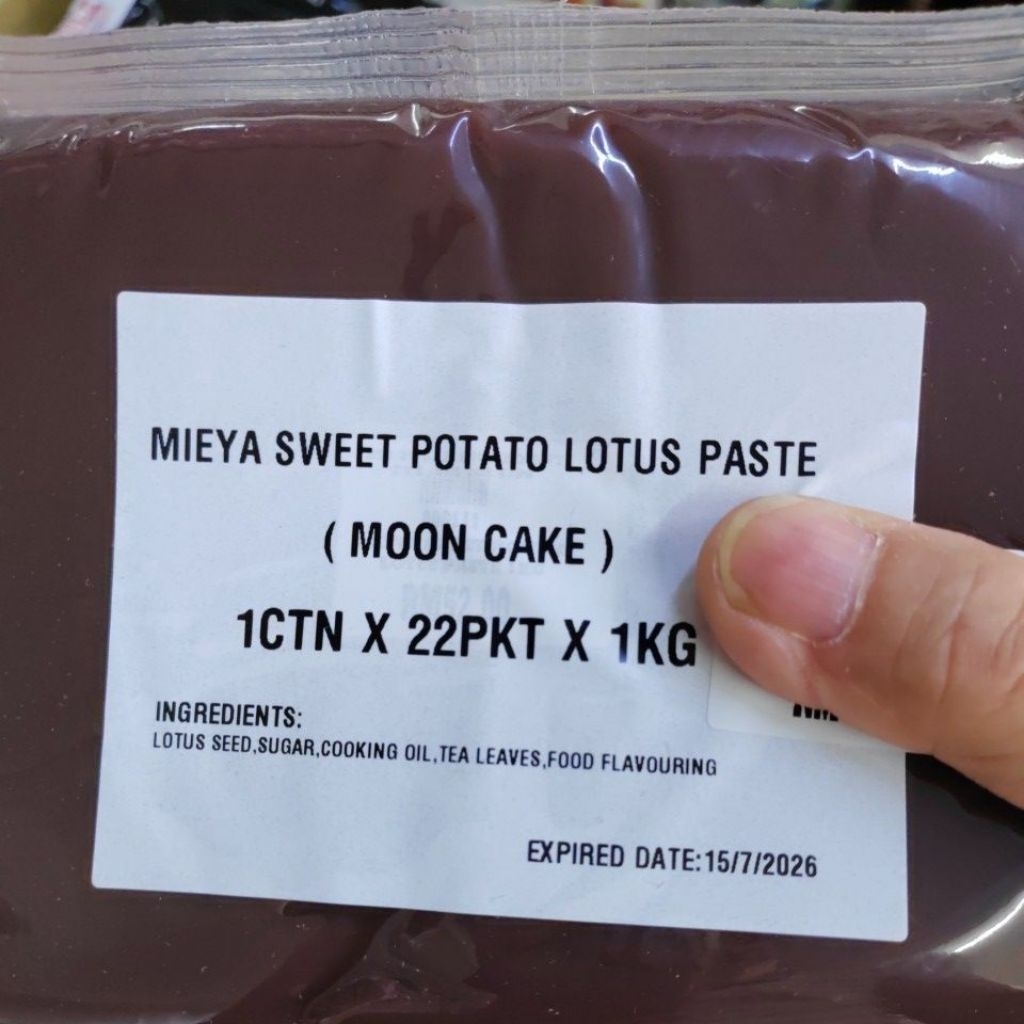 MIEYA SWEET POTATO LOTUS PASTE
( MOON CAKE )
1CTN X 22PKT X 1KG
INGREDIENTS:
LOTUS SEED,SUGAR,COOKING OIL,TEA LEAVES,FOOD FLAVOURING
EXPIRED DATE:15/7/2026